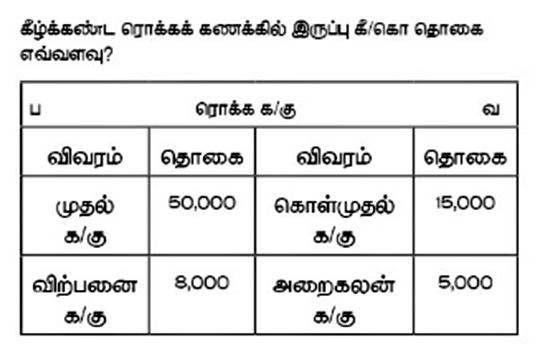 கீழ்க்கண்ட ரொக்கக் கணக்கில் இருப்பு கீ/கொ தொகை
எவ்வளவு?
ப ரொக்க க/கு வ
விவரம் தொகை விவரம் தொகை
முதல் 50,000 கொள்முதல் 15,000
க/கு க/கு
விற்பனை 8,000 அறைகலன் 5,000
க/கு க/கு